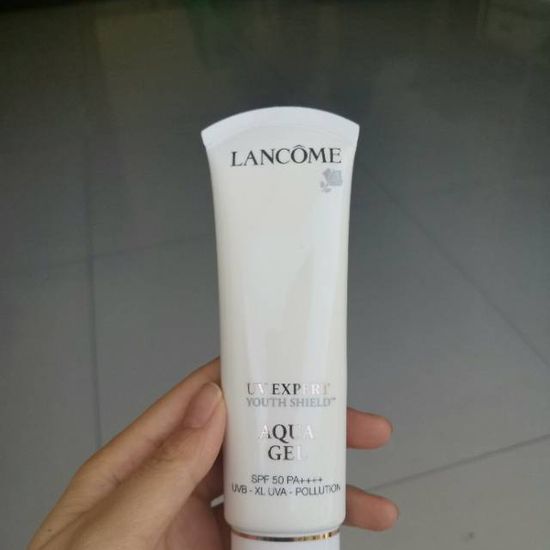 LANCÔME
UV EXPERT
YOUTH SHIELD™
AQUA
GEL
SPF 50 PA++++
UVB - XL UVA - POLLUTION